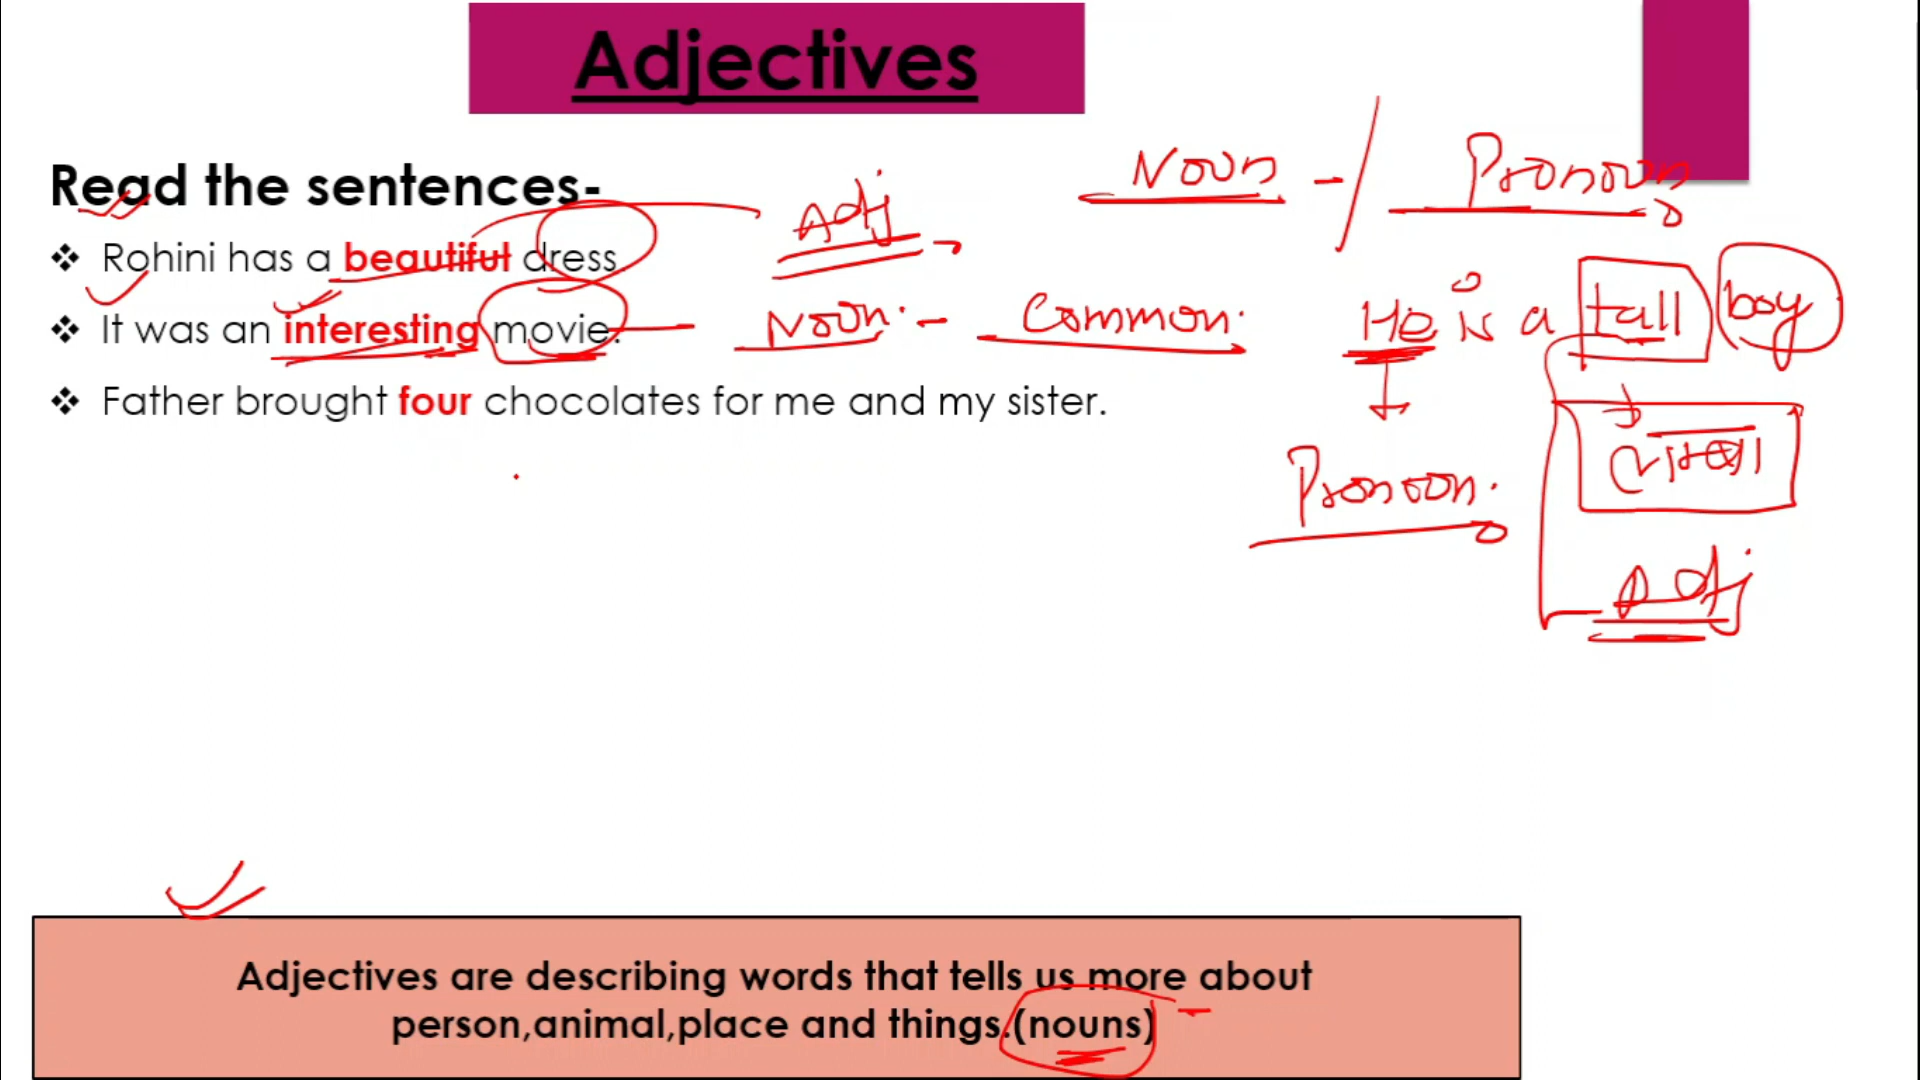 Adjectives
Noun - / Pronoun
Read the sentences-
Adj
Rohini has a beautiful dress.
It was an interesting movie.
Noun. - Common.
He is a tall boy
Father brought four chocolates for me and my sister.
Pronoun.
Adj
Adjectives are describing words that tells us more about
person,animal,place and things.(nouns)